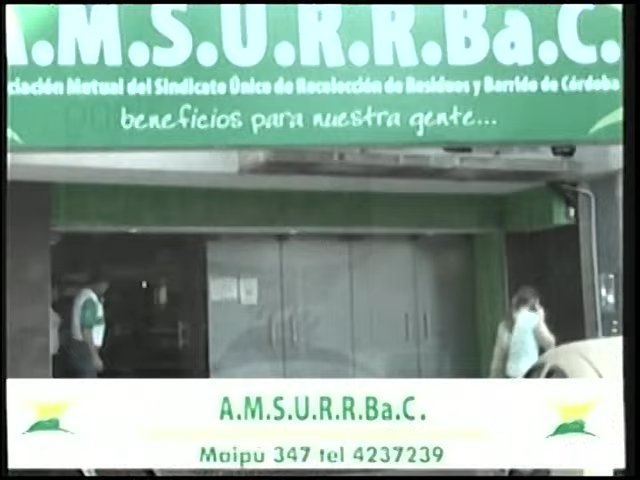 A.M.S.U.R.R.Ba.C.
ciación Mutual del Sindicato Único de Recolección de Residuos y Barrido de Córdoba
beneficios para nuestra gente...
A.M.S.U.R.R.Ba.C.
Maipú 347 tel 4237239